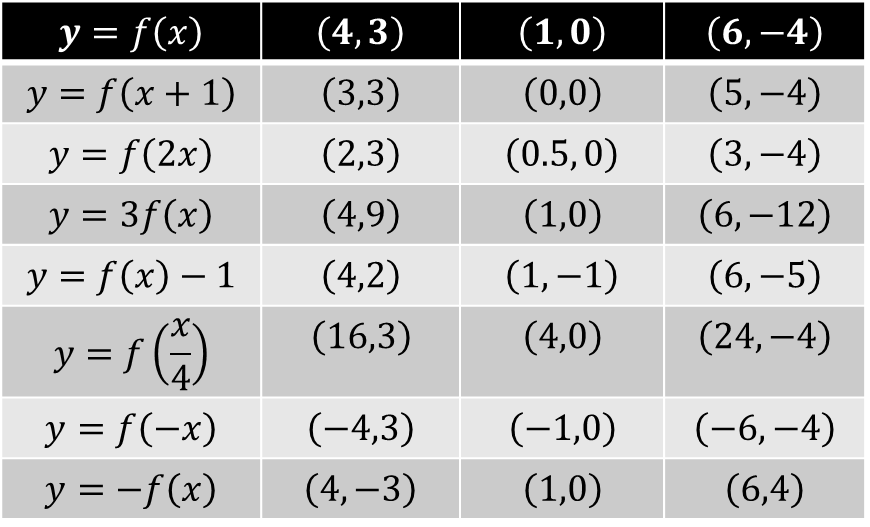 y = f(x) (4, 3) (1, 0) (6, −4)
y = f(x + 1) (3,3) (0,0) (5, −4)
y = f(2x) (2,3) (0.5, 0) (3, −4)
y = 3f(x) (4,9) (1,0) (6, −12)
y = f(x) − 1 (4,2) (1, −1) (6, −5)
y = f(x/4) (16,3) (4,0) (24, −4)
y = f(−x) (−4,3) (−1,0) (−6, −4)
y = −f(x) (4, −3) (1,0) (6,4)